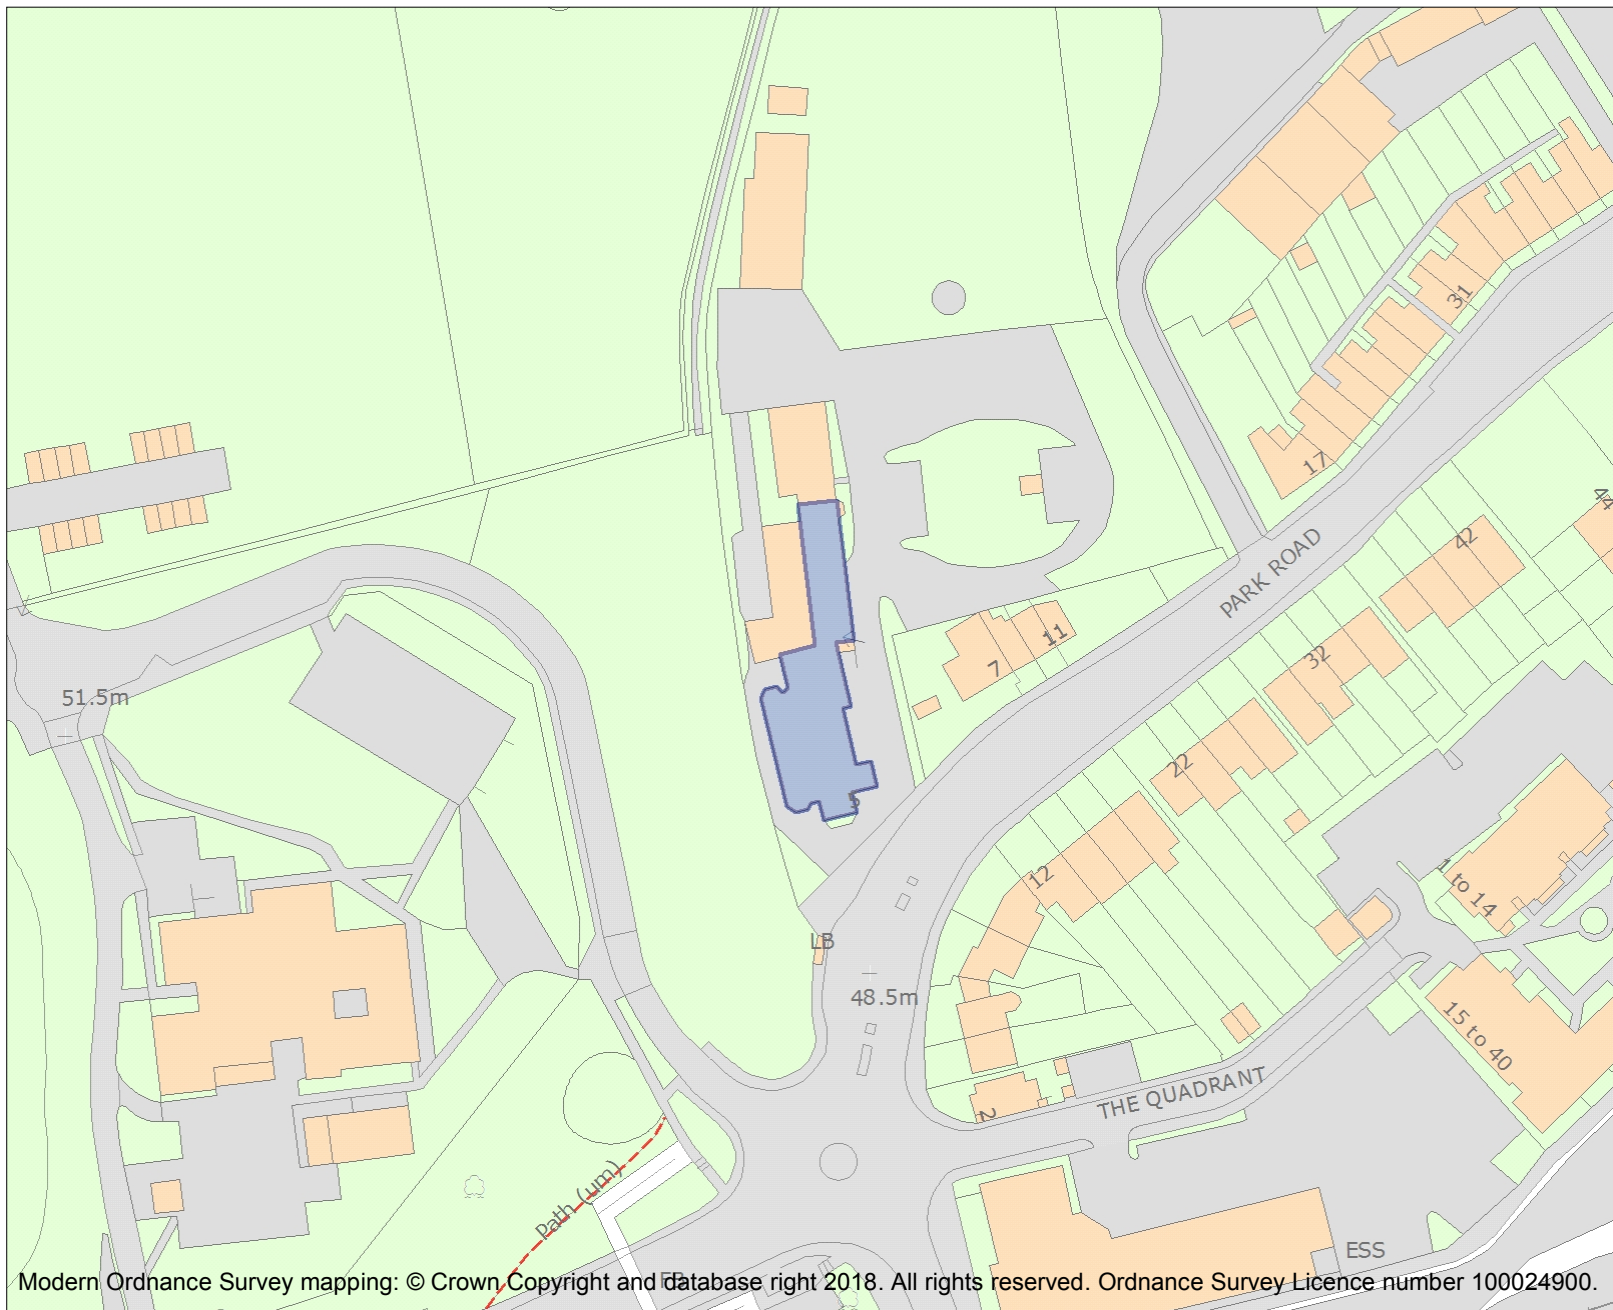 31
17
44
42
PARK ROAD
11
7
32
51.5m
22
5
12
1 to 14
LB
48.5m
15 to 40
THE QUADRANT
2
Path (um)
ESS
FB
Modern Ordnance Survey mapping: © Crown Copyright and database right 2018. All rights reserved. Ordnance Survey Licence number 100024900.